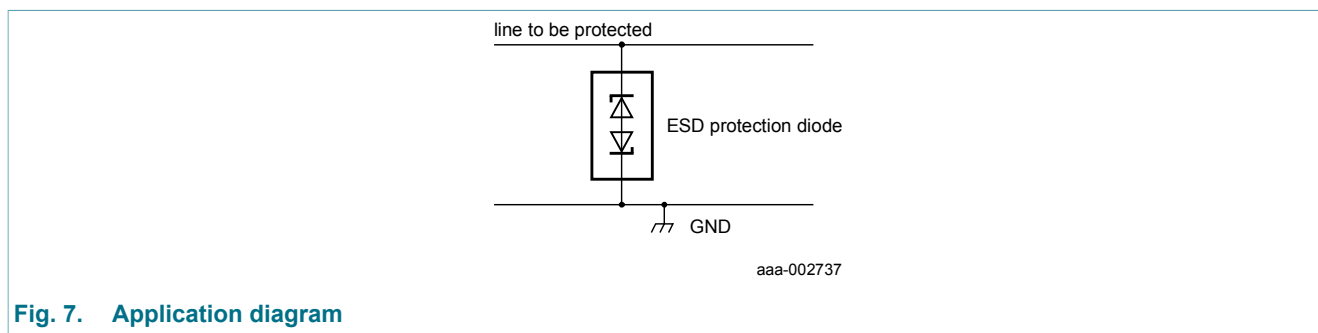 line to be protected
ESD protection diode
GND
aaa-002737
Fig. 7. Application diagram